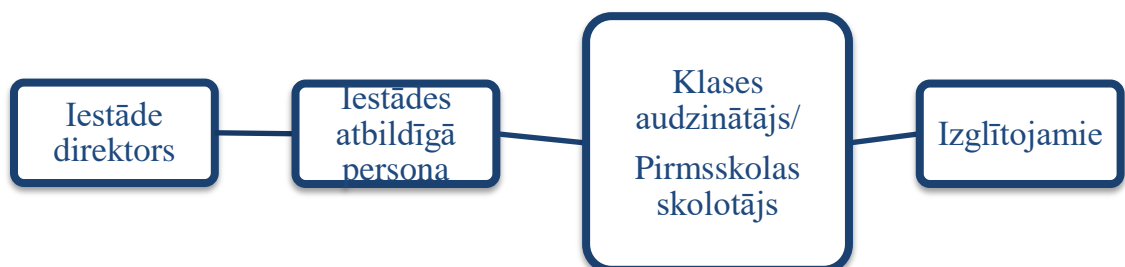 Iestāde
direktors
Iestādes
atbildīgā
persona
Klases
audzinātājs/
Pirmsskolas
skolotājs
Izglītojamie